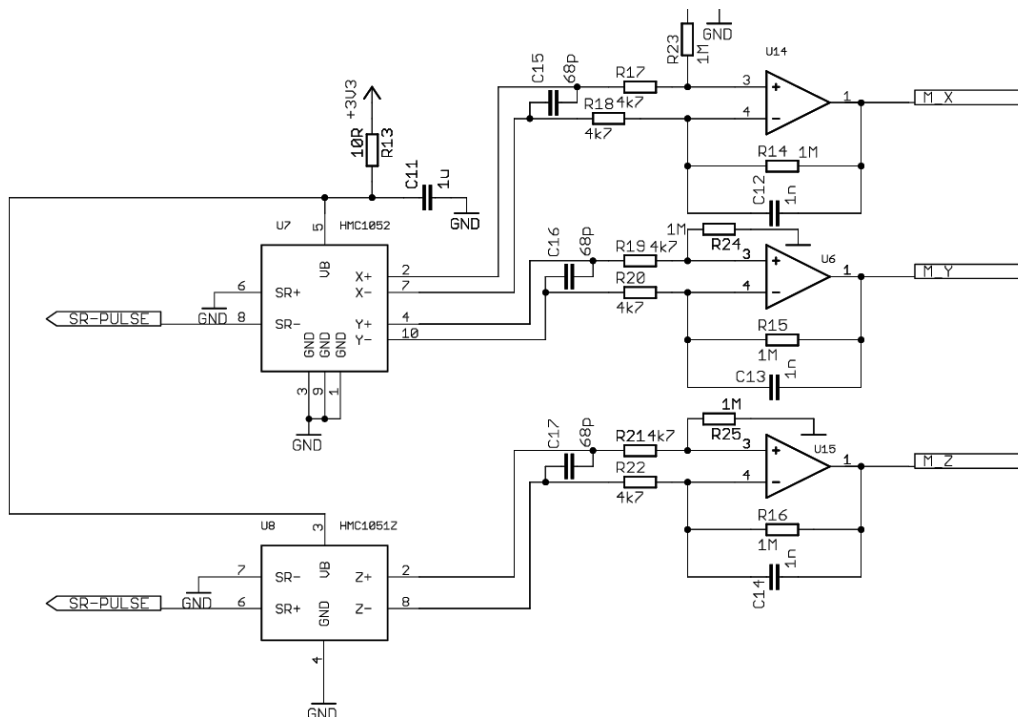 GND
R23
1M
U14
C15
68p
R17
4k7
3
1
M_X
R18
4k7
4
+3V3
10R
R13
R14 1M
C11
1u
GND
C12
1n
U7
HMC1052
5
VB
C16
68p
1M
R24
R19 4k7
3
U6
1
M_Y
X+
2
X-
7
R20
4k7
4
6
SR+
GND
SR-PULSE
8
SR-
Y+
4
Y-
10
GND
GND
GND
R15
1M
C13
1n
3
9
1
GND
1M
R25
C17
68p
R21 4k7
3
U15
1
M_Z
R22
4k7
4
U8
HMC1051Z
3
VB
R16
1M
C14
1n
7
SR-
GND
Z+
2
SR-PULSE
6
SR+
GND
Z-
8
4
GND